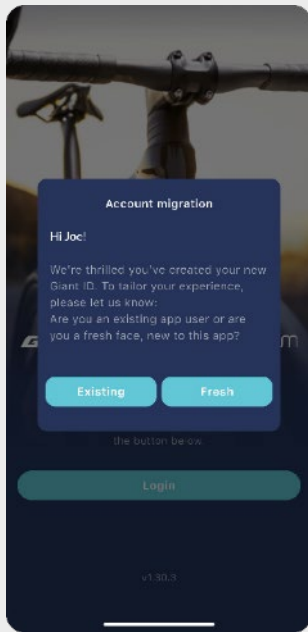 Account migration
Hi Joe!
We're thrilled you've created your new
Giant ID. To tailor your experience,
please let us know:
Are you an existing app user or are
you a fresh face, new to this app?
Existing
Fresh
the button below
Login
v1.30.3